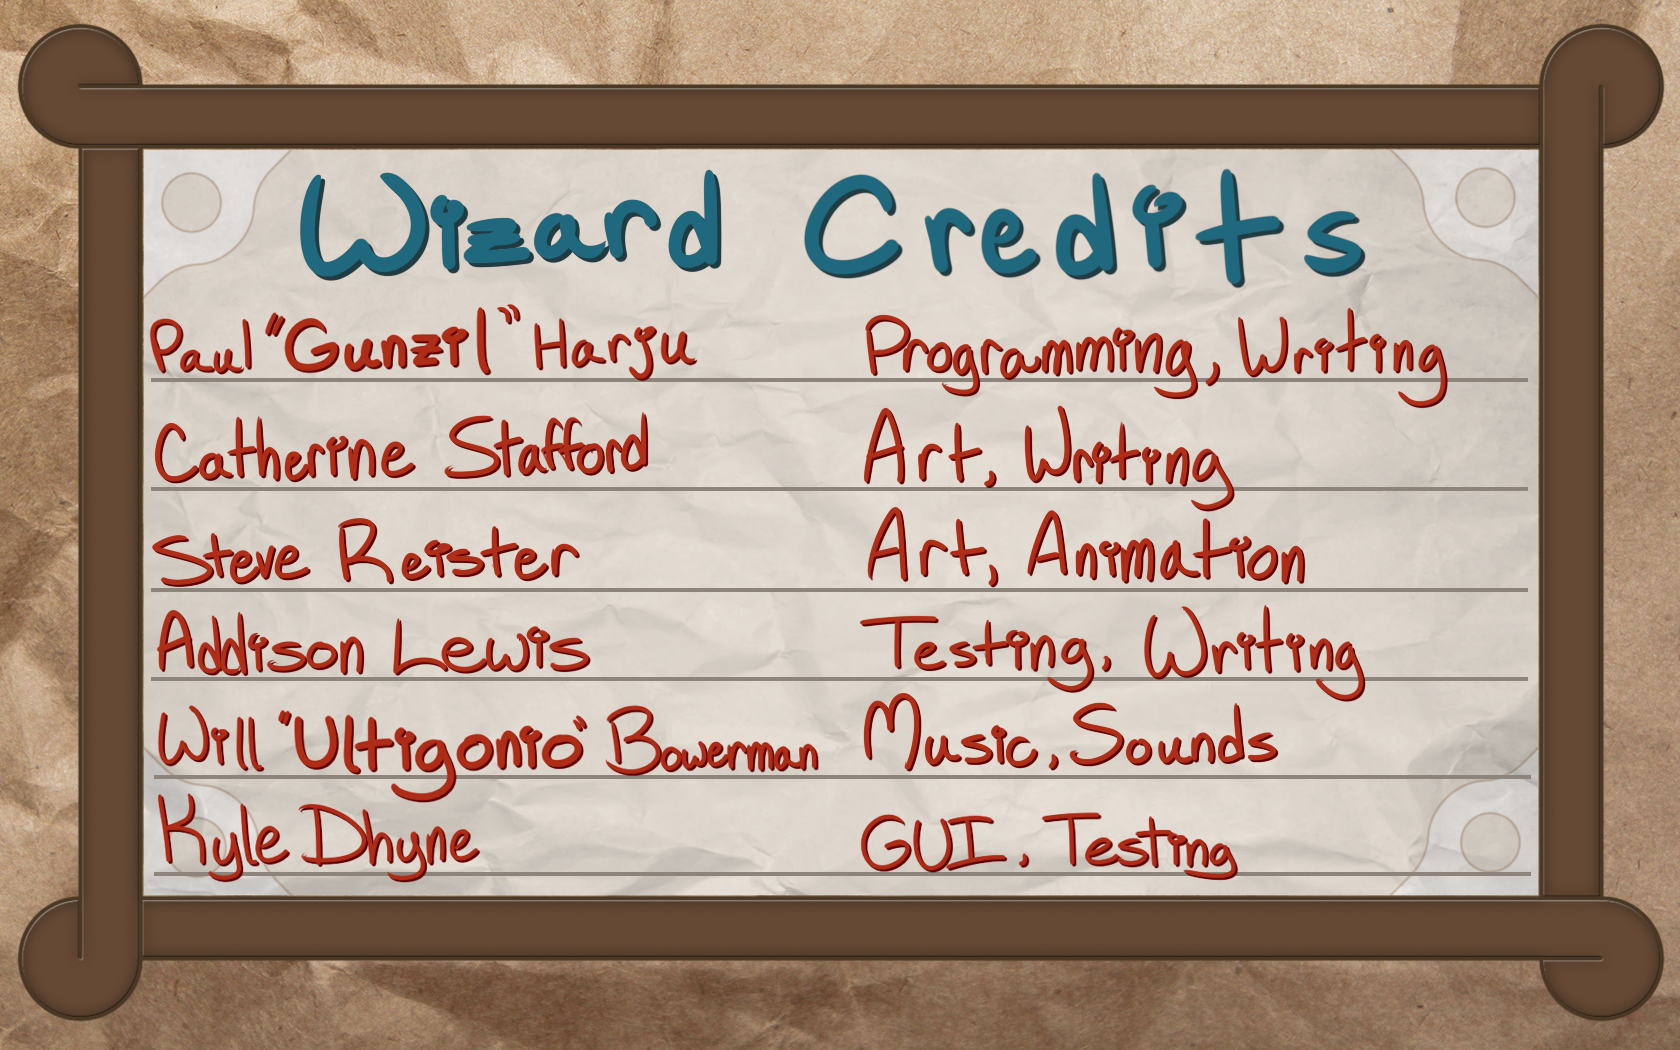 Wizard Credits
Paul "Gunzil" Harju Programming, Writing
Catherine Stafford Art, Writing
Steve Reister Art, Animation
Addison Lewis Testing, Writing
Will "Ultigonio" Bowerman Music, Sounds
Kyle Dhyne GUI, Testing